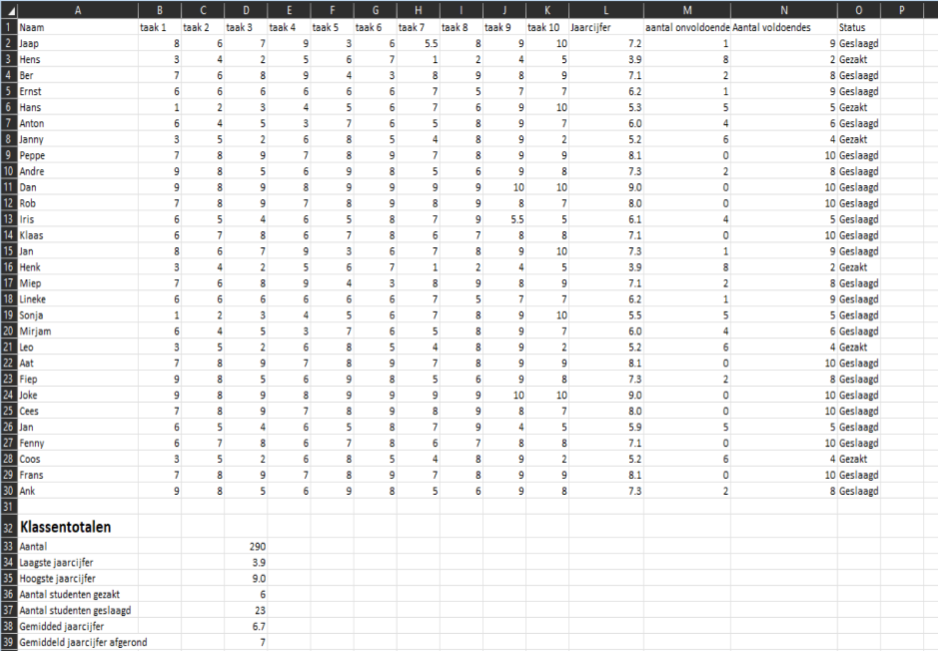 A B C D E F G H I J K L M N O P
1 Naam taak 1 taak 2 taak 3 taak 4 taak 5 taak 6 taak 7 taak 8 taak 9 taak 10 Jaarcijfer aantal onvoldoende Aantal voldoendes Status
2 Jaap 8 6 7 9 3 6 5.5 8 9 10 7.2 1 9 Geslaagd
3 Hens 3 4 2 5 6 7 1 2 4 5 3.9 8 2 Gezakt
4 Ber 7 6 8 9 4 3 8 9 8 9 7.1 2 8 Geslaagd
5 Ernst 6 6 6 6 6 6 7 5 7 7 6.2 1 9 Geslaagd
6 Hans 1 2 3 4 5 6 7 6 9 10 5.3 5 5 Gezakt
7 Anton 6 4 5 3 7 6 5 8 9 7 6.0 4 6 Geslaagd
8 Janny 3 5 2 6 8 5 4 8 9 2 5.2 6 4 Gezakt
9 Peppe 7 8 9 7 8 9 7 8 9 9 8.1 0 10 Geslaagd
10 Andre 9 8 5 6 9 8 5 6 9 8 7.3 2 8 Geslaagd
11 Dan 9 8 9 8 9 9 9 9 10 10 9.0 0 10 Geslaagd
12 Rob 7 8 9 7 8 9 8 9 8 7 8.0 0 10 Geslaagd
13 Iris 6 5 4 6 5 8 7 9 5.5 5 6.1 4 5 Geslaagd
14 Klaas 6 7 8 6 7 8 6 7 8 8 7.1 0 10 Geslaagd
15 Jan 8 6 7 9 3 6 7 8 9 10 7.3 1 9 Geslaagd
16 Henk 3 4 2 5 6 7 1 2 4 5 3.9 8 2 Gezakt
17 Miep 7 6 8 9 4 3 8 9 8 9 7.1 2 8 Geslaagd
18 Lineke 6 6 6 6 6 6 7 5 7 7 6.2 1 9 Geslaagd
19 Sonja 1 2 3 4 5 6 7 8 9 10 5.5 5 5 Geslaagd
20 Mirjam 6 4 5 3 7 6 5 8 9 7 6.0 4 6 Geslaagd
21 Leo 3 5 2 6 8 5 4 8 9 2 5.2 6 4 Gezakt
22 Aat 7 8 9 7 8 9 7 8 9 9 8.1 0 10 Geslaagd
23 Fiep 9 8 5 6 9 8 5 6 9 8 7.3 2 8 Geslaagd
24 Joke 9 8 9 8 9 9 9 9 10 10 9.0 0 10 Geslaagd
25 Cees 7 8 9 7 8 9 8 9 8 7 8.0 0 10 Geslaagd
26 Jan 6 5 4 6 5 8 7 9 4 5 5.9 5 5 Geslaagd
27 Fenny 6 7 8 6 7 8 6 7 8 8 7.1 0 10 Geslaagd
28 Coos 3 5 2 6 8 5 4 8 9 2 5.2 6 4 Gezakt
29 Frans 7 8 9 7 8 9 7 8 9 9 8.1 0 10 Geslaagd
30 Ank 9 8 5 6 9 8 5 6 9 8 7.3 2 8 Geslaagd
31
32 Klassentotalen
33 Aantal 290
34 Laagste jaarcijfer 3.9
35 Hoogste jaarcijfer 9.0
36 Aantal studenten gezakt 6
37 Aantal studenten geslaagd 23
38 Gemidded jaarcijfer 6.7
39 Gemiddeld jaarcijfer afgerond 7